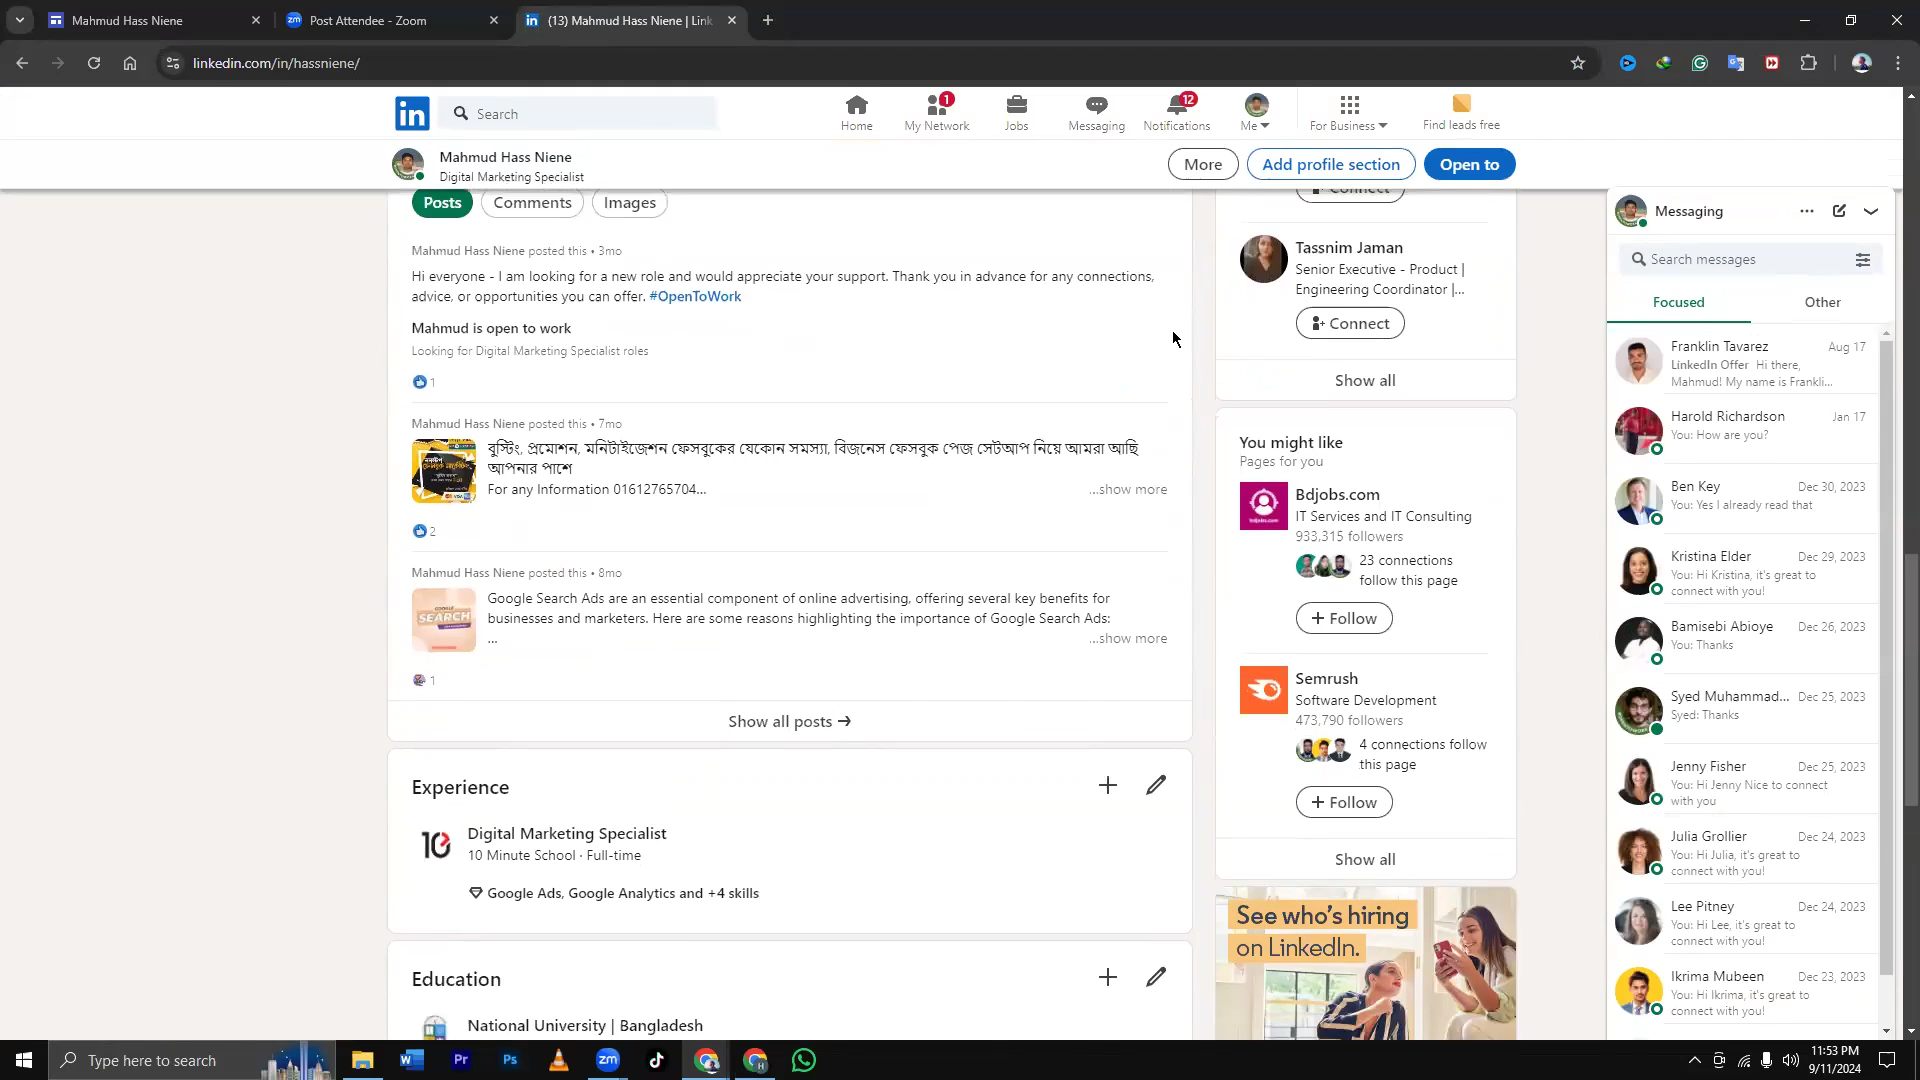 Mahmud Hass Niene
Post Attendee - Zoom
(13) Mahmud Hass Niene | Link
linkedin.com/in/hassniene/
Search
Home
1
My Network
Jobs
Messaging
12
Notifications
Me
For Business
Find leads free
Mahmud Hass Niene
Digital Marketing Specialist
More
Add profile section
Open to
Posts
Comments
Images
Mahmud Hass Niene posted this • 3mo
Hi everyone - I am looking for a new role and would appreciate your support. Thank you in advance for any connections,
advice, or opportunities you can offer. #OpenToWork
Mahmud is open to work
Looking for Digital Marketing Specialist roles
1
Mahmud Hass Niene posted this • 7mo
বুস্টিং, প্রমোশন, মনিটাইজেশন ফেসবুকের যেকোন সমস্যা, বিজনেস ফেসবুক পেজ সেটআপ নিয়ে আমরা আছি
আপনার পাশে
For any Information 01612765704...
...show more
2
Mahmud Hass Niene posted this • 8mo
GOOGLE
SEARCH
Google Search Ads are an essential component of online advertising, offering several key benefits for
businesses and marketers. Here are some reasons highlighting the importance of Google Search Ads:
...
...show more
1
Show all posts →
Experience
10
Digital Marketing Specialist
10 Minute School · Full-time
Google Ads, Google Analytics and +4 skills
Education
National University | Bangladesh
Connect
Tassnim Jaman
Senior Executive - Product |
Engineering Coordinator |...
Connect
Show all
You might like
Pages for you
bdjobs.com
Bdjobs.com
IT Services and IT Consulting
933,315 followers
23 connections
follow this page
+ Follow
Semrush
Software Development
473,790 followers
4 connections follow
this page
+ Follow
Show all
See who's hiring
on LinkedIn.
Messaging
Search messages
Focused
Other
Franklin Tavarez
Aug 17
LinkedIn Offer Hi there,
Mahmud! My name is Frankli...
Harold Richardson
Jan 17
You: How are you?
Ben Key
Dec 30, 2023
You: Yes I already read that
Kristina Elder
Dec 29, 2023
You: Hi Kristina, it's great to
connect with you!
Bamisebi Abioye
Dec 26, 2023
You: Thanks
Syed Muhammad...
Dec 25, 2023
Syed: Thanks
Jenny Fisher
Dec 25, 2023
You: Hi Jenny Nice to connect
with you
Julia Grollier
Dec 24, 2023
You: Hi Julia, it's great to
connect with you!
Lee Pitney
Dec 24, 2023
You: Hi Lee, it's great to
connect with you!
Ikrima Mubeen
Dec 23, 2023
You: Hi Ikrima, it's great to
connect with you!
Type here to search
11:53 PM
9/11/2024